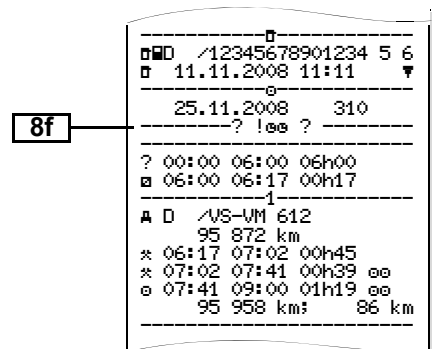 D /12345678901234 5 6
11.11.2008 11:11
25.11.2008 310
8f
? ! ?
? 00:00 06:00 06h00
06:00 06:17 00h17
1
D /VS-VM 612
95 872 km
06:17 07:02 00h45
07:02 07:41 00h39
07:41 09:00 01h19
95 958 km; 86 km